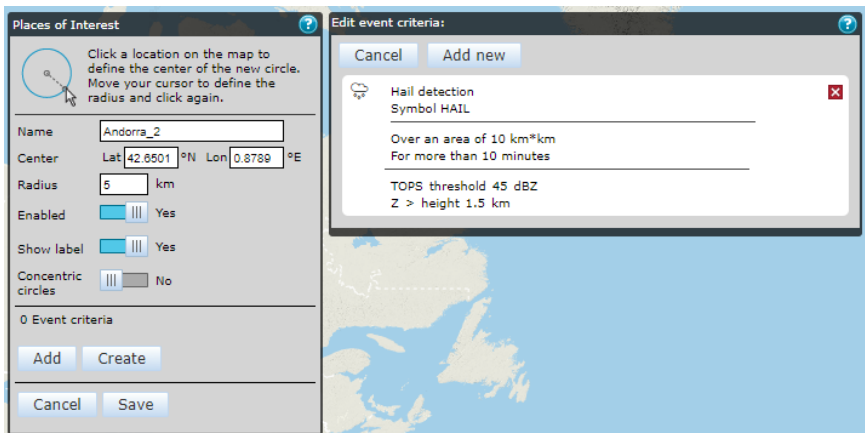 Places of Interest ?
Click a location on the map to
define the center of the new circle.
Move your cursor to define the
radius and click again.
Name Andorra_2
Center Lat 42.6501 ºN Lon 0.8789 ºE
Radius 5 km
Enabled Yes
Show label Yes
Concentric
circles No
0 Event criteria
Add Create
Cancel Save
Edit event criteria: ?
Cancel Add new
Hail detection
Symbol HAIL
Over an area of 10 km*km
For more than 10 minutes
TOPS threshold 45 dBZ
Z > height 1.5 km